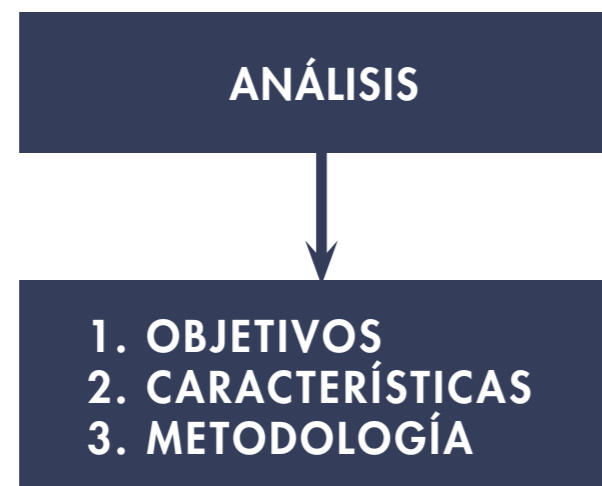 ANÁLISIS
1. OBJETIVOS
2. CARACTERÍSTICAS
3. METODOLOGÍA